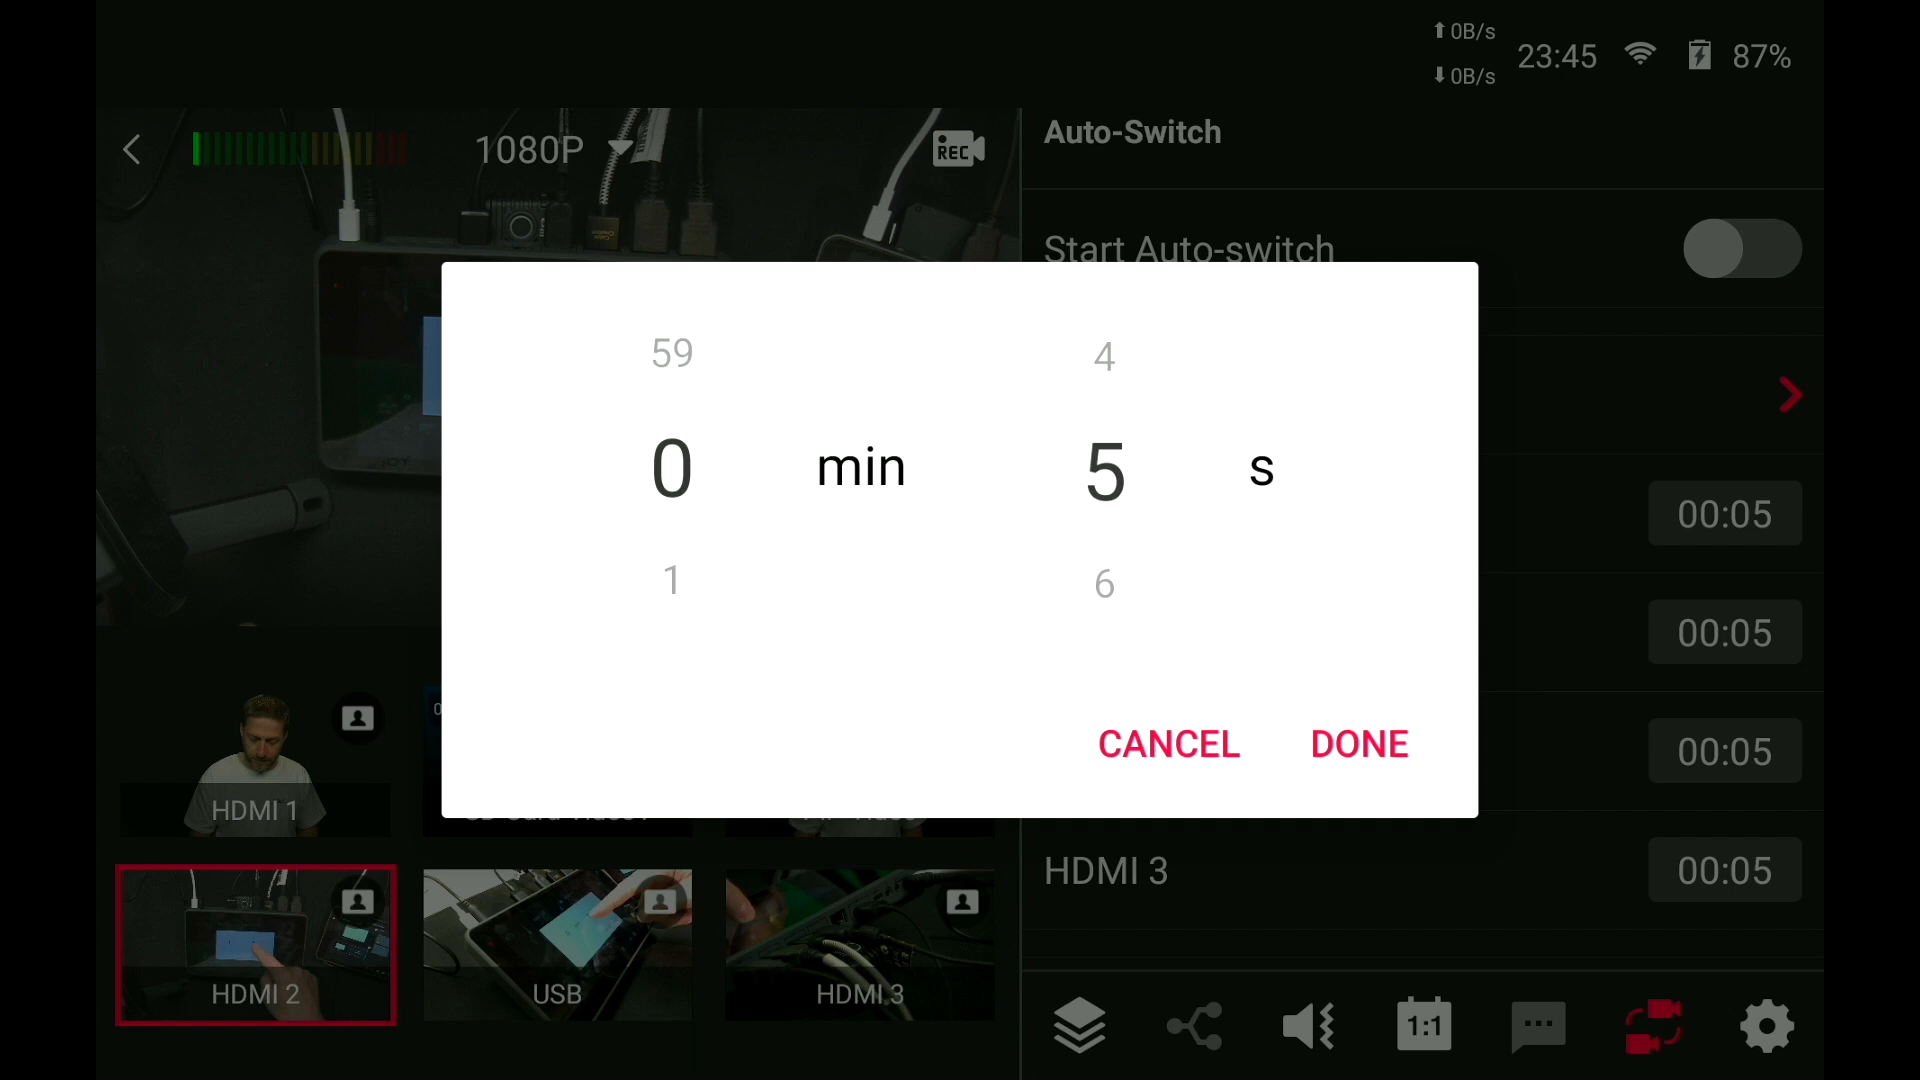 0B/s
0B/s
23:45
87%
1080P
REC
Auto-Switch
Start Auto-switch
59
4
0
min
5
s
1
6
CANCEL
DONE
00:05
00:05
00:05
HDMI 3
00:05
HDMI 1
HDMI 2
USB
HDMI 3
1:1